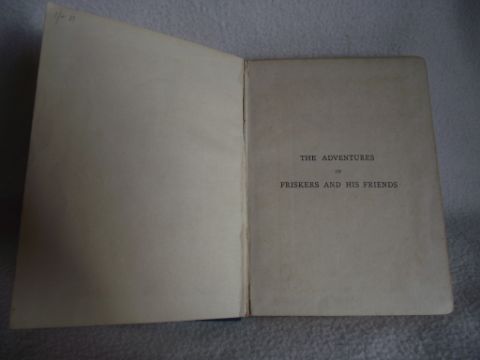 THE ADVENTURES
OF
FRISKERS AND HIS FRIENDS